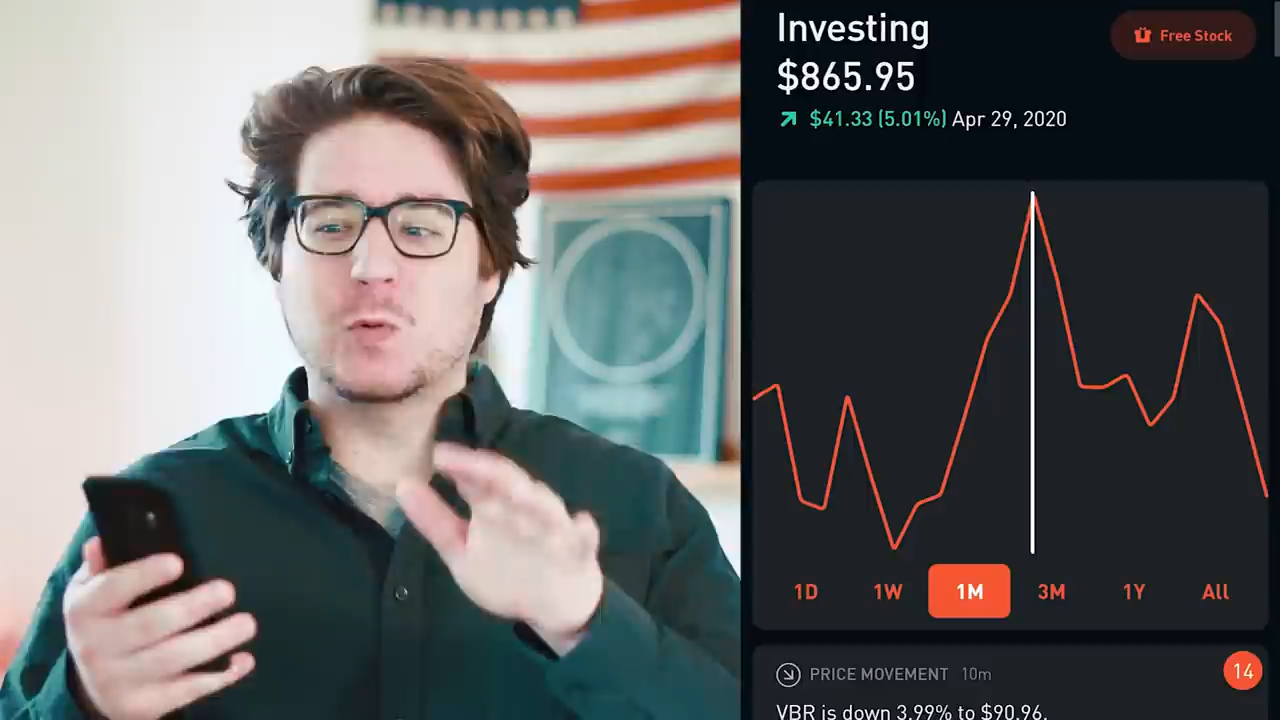 Investing
Free Stock
$865.95
$41.33 (5.01%) Apr 29, 2020
1D 1W 1M 3M 1Y All
PRICE MOVEMENT 10m
14
VBR is down 3.99% to $90.96.